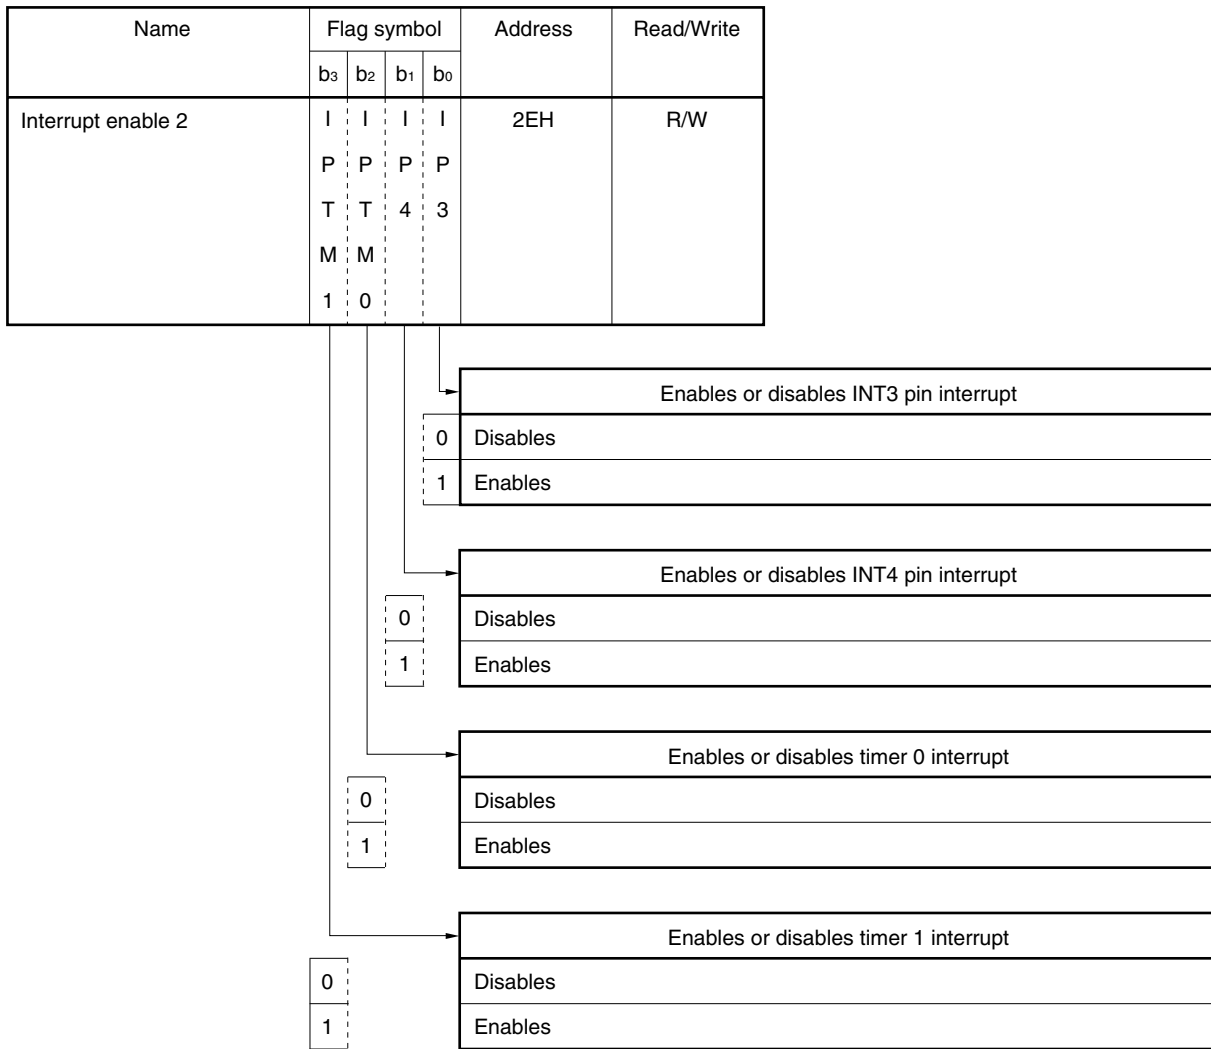 Name Flag symbol Address Read/Write
b3 b2 b1 b0
Interrupt enable 2 I I I I 2EH R/W
P P P P
T T 4 3
M M
1 0
Enables or disables INT3 pin interrupt
0 Disables
1 Enables
Enables or disables INT4 pin interrupt
0 Disables
1 Enables
Enables or disables timer 0 interrupt
0 Disables
1 Enables
Enables or disables timer 1 interrupt
0 Disables
1 Enables